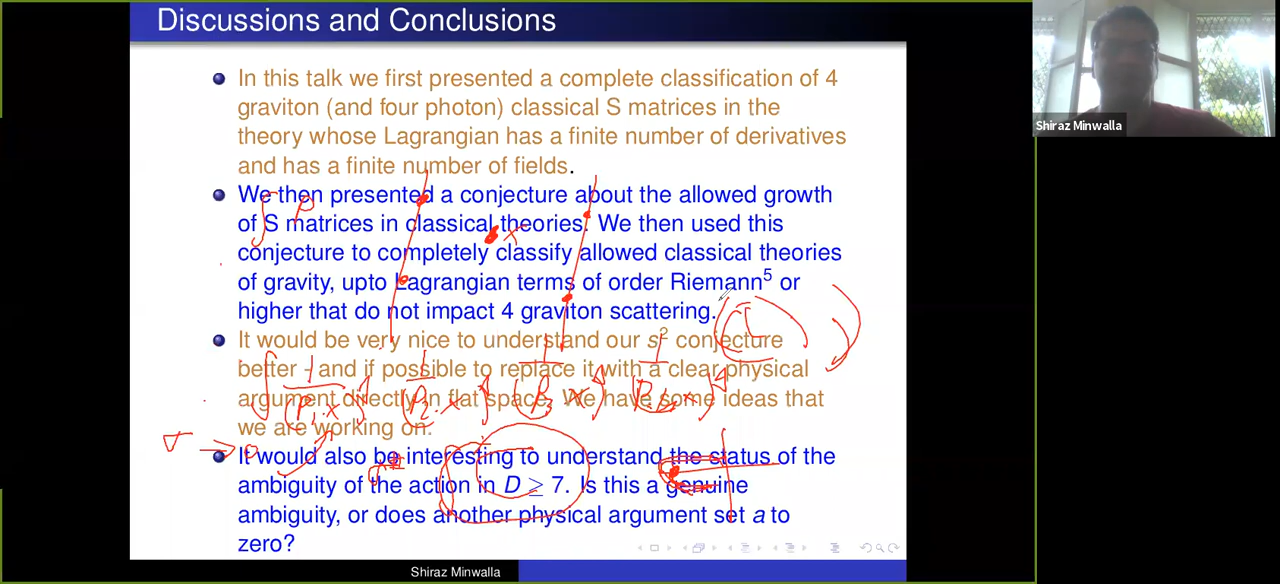 Discussions and Conclusions
In this talk we first presented a complete classification of 4
graviton (and four photon) classical S matrices in the
theory whose Lagrangian has a finite number of derivatives
and has a finite number of fields.
We then presented a conjecture about the allowed growth
of S matrices in classical theories. We then used this
conjecture to completely classify allowed classical theories
of gravity, upto Lagrangian terms of order Riemann⁵ or
higher that do not impact 4 graviton scattering.
It would be very nice to understand our s² conjecture
better - and if possible to replace it with a clear physical
argument directly in flat space. We have some ideas that
we are working on.
It would also be interesting to understand the status of the
ambiguity of the action in D ≥ 7. Is this a genuine
ambiguity, or does another physical argument set a to
zero?
Shiraz Minwalla
Shiraz Minwalla